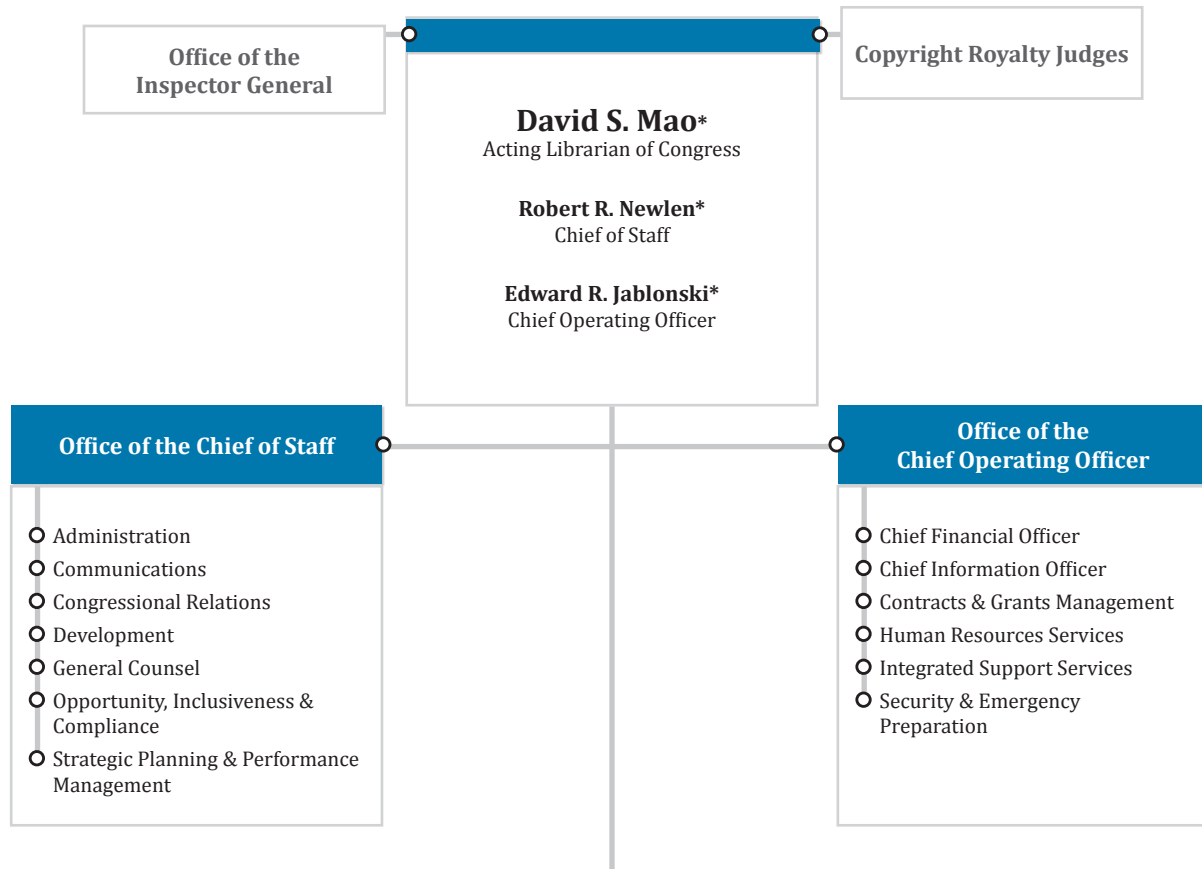 Office of the
Inspector General
Copyright Royalty Judges
David S. Mao*
Acting Librarian of Congress
Robert R. Newlen*
Chief of Staff
Edward R. Jablonski*
Chief Operating Officer
Office of the Chief of Staff
Administration
Communications
Congressional Relations
Development
General Counsel
Opportunity, Inclusiveness &
Compliance
Strategic Planning & Performance
Management
Office of the
Chief Operating Officer
Chief Financial Officer
Chief Information Officer
Contracts & Grants Management
Human Resources Services
Integrated Support Services
Security & Emergency
Preparation